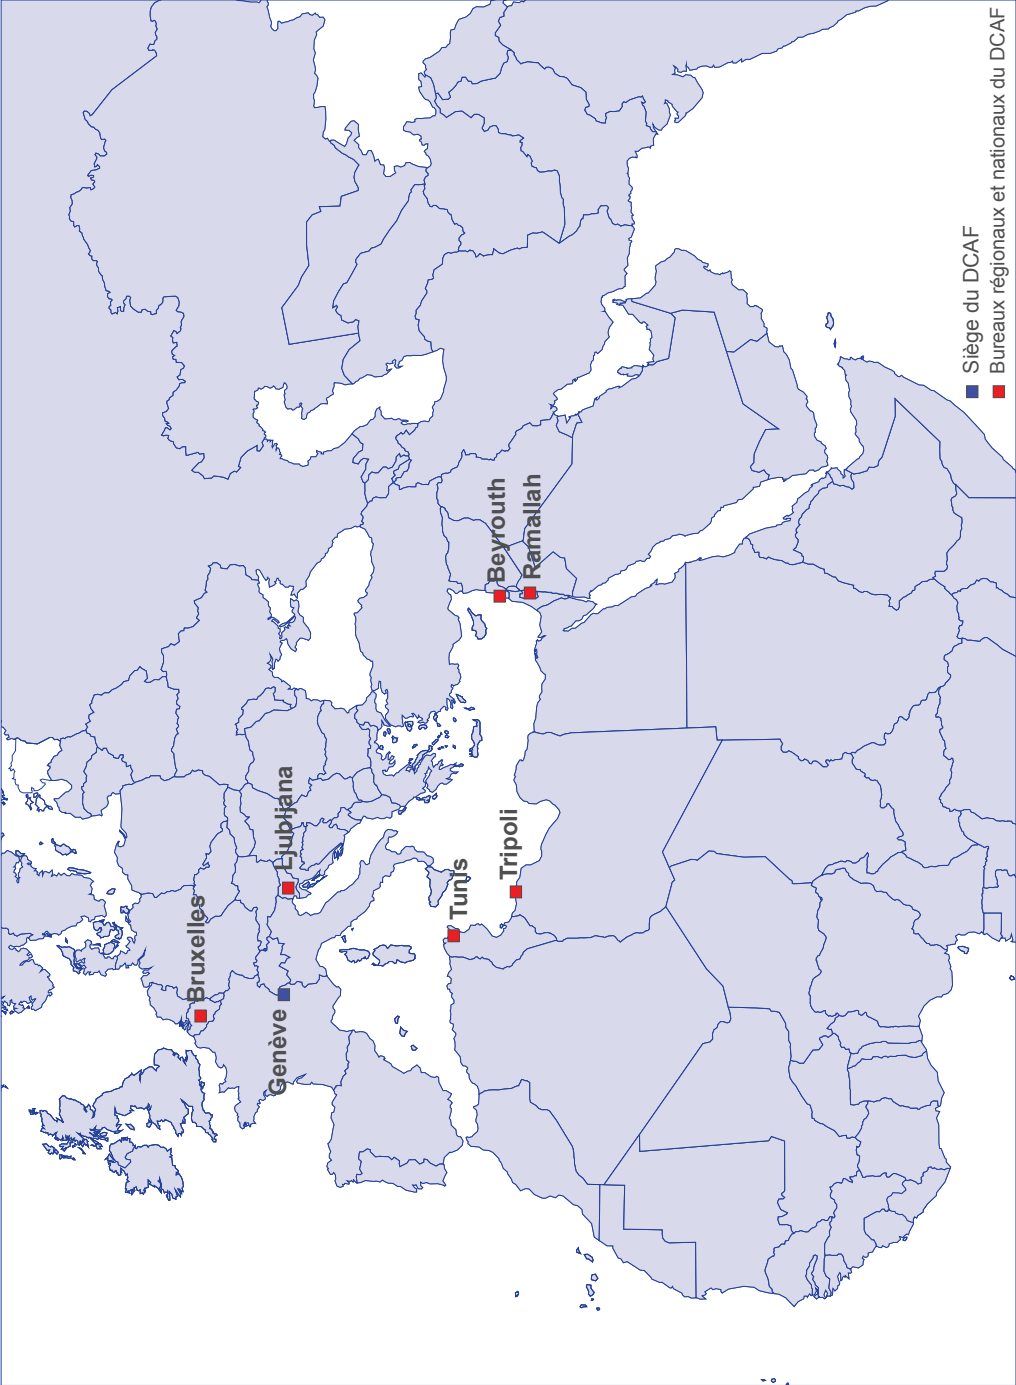 Bruxelles
Ljubljana
Genève
Tunis
Tripoli
Beyrouth
Ramallah
Siège du DCAF
Bureaux régionaux et nationaux du DCAF